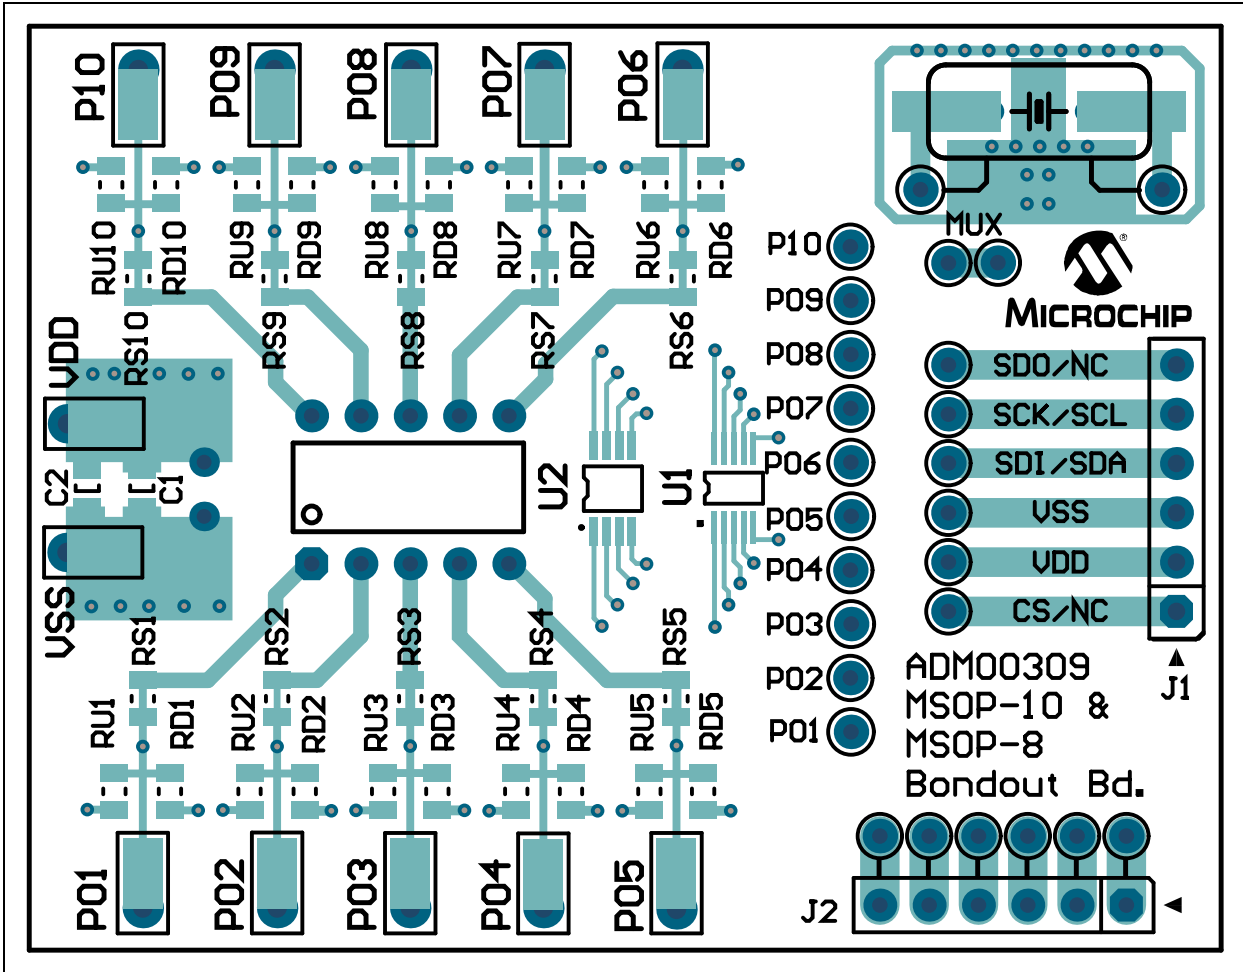 P10
P09
P08
P07
P06
RU10
RD10
RU9
RD9
RU8
RD8
RU7
RD7
RU6
RD6
RS10
RS9
RS8
RS7
RS6
MUX
®
MICROCHIP
P10
P09
P08
P07
P06
P05
P04
P03
P02
P01
VDD
C2
C1
VSS
U2
U1
SDO/NC
SCK/SCL
SDI/SDA
VSS
VDD
CS/NC
J1
RS1
RS2
RS3
RS4
RS5
RU1
RD1
RU2
RD2
RU3
RD3
RU4
RD4
RU5
RD5
ADM00309
MSOP-10 &
MSOP-8
Bondout Bd.
P01
P02
P03
P04
P05
J2